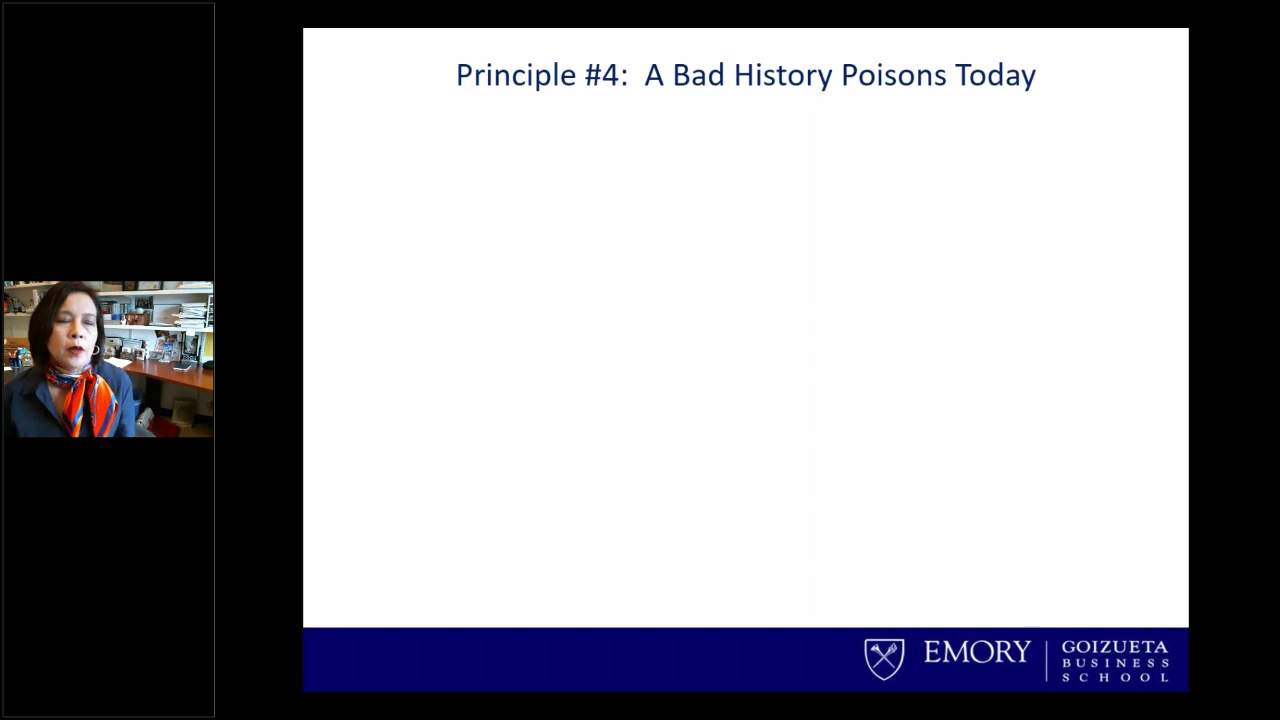 Principle #4:  A Bad History Poisons Today
EMORY
GOIZUETA
BUSINESS
SCHOOL